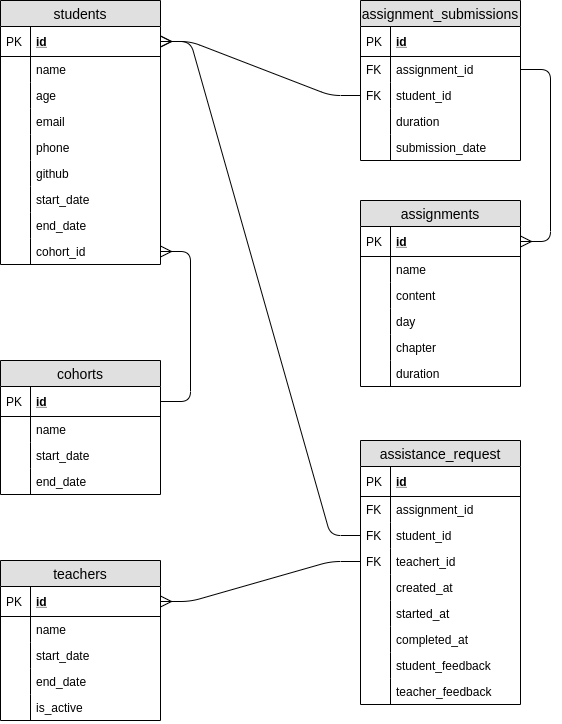 students
PK id
name
age
email
phone
github
start_date
end_date
cohort_id
cohorts
PK id
name
start_date
end_date
teachers
PK id
name
start_date
end_date
is_active
assignment_submissions
PK id
FK assignment_id
FK student_id
duration
submission_date
assignments
PK id
name
content
day
chapter
duration
assistance_request
PK id
FK assignment_id
FK student_id
FK teachert_id
created_at
started_at
completed_at
student_feedback
teacher_feedback